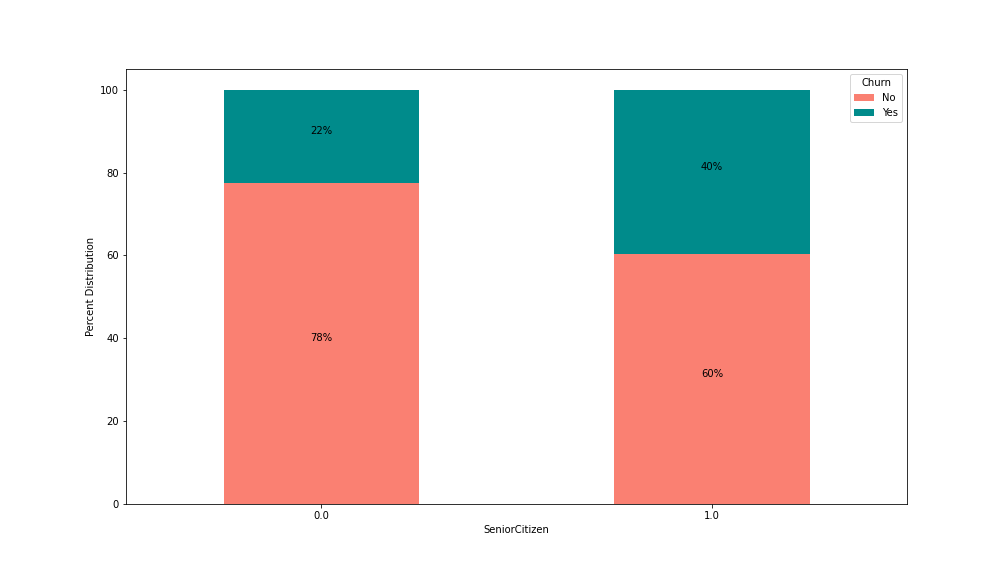 Churn
No
Yes
100
80
60
40
20
0
Percent Distribution
22%
78%
40%
60%
0.0
1.0
SeniorCitizen